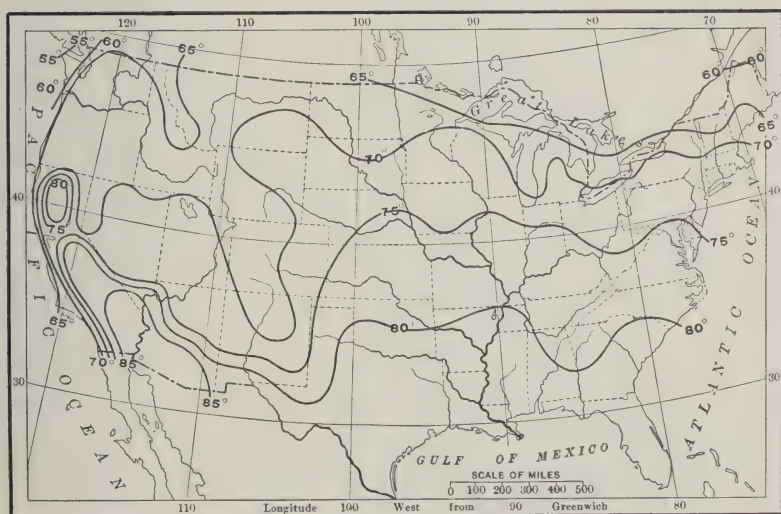 120 110 100 90 80 70
55° 60° 65°
55°
60°
65°
60° 60°
65°
70°
Great Lakes
70°
80
75°
75°
75°
80
80°
65°
70° 85°
85°
40
40
30
30
PACIFIC OCEAN
ATLANTIC OCEAN
GULF OF MEXICO
SCALE OF MILES
0 100 200 300 400 500
110 Longitude 100 West from 90 Greenwich 80